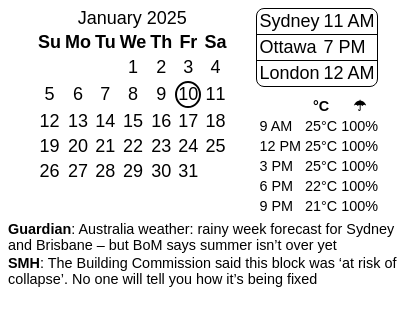 January 2025
Su Mo Tu We Th Fr Sa
1 2 3 4
5 6 7 8 9 10 11
12 13 14 15 16 17 18
19 20 21 22 23 24 25
26 27 28 29 30 31
Sydney 11 AM
Ottawa 7 PM
London 12 AM
°C ☂
9 AM 25°C 100%
12 PM 25°C 100%
3 PM 25°C 100%
6 PM 22°C 100%
9 PM 21°C 100%
Guardian: Australia weather: rainy week forecast for Sydney
and Brisbane – but BoM says summer isn’t over yet
SMH: The Building Commission said this block was ‘at risk of
collapse’. No one will tell you how it’s being fixed